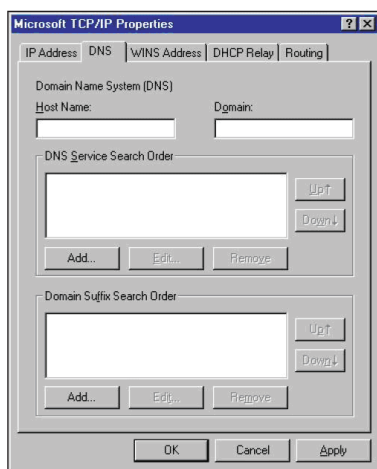 Microsoft TCP/IP Properties
IP Address DNS WINS Address DHCP Relay Routing
Domain Name System (DNS)
Host Name: Domain:
DNS Service Search Order
Up↑
Down↓
Add... Edit... Remove
Domain Suffix Search Order
Up↑
Down↓
Add... Edit... Remove
OK Cancel Apply